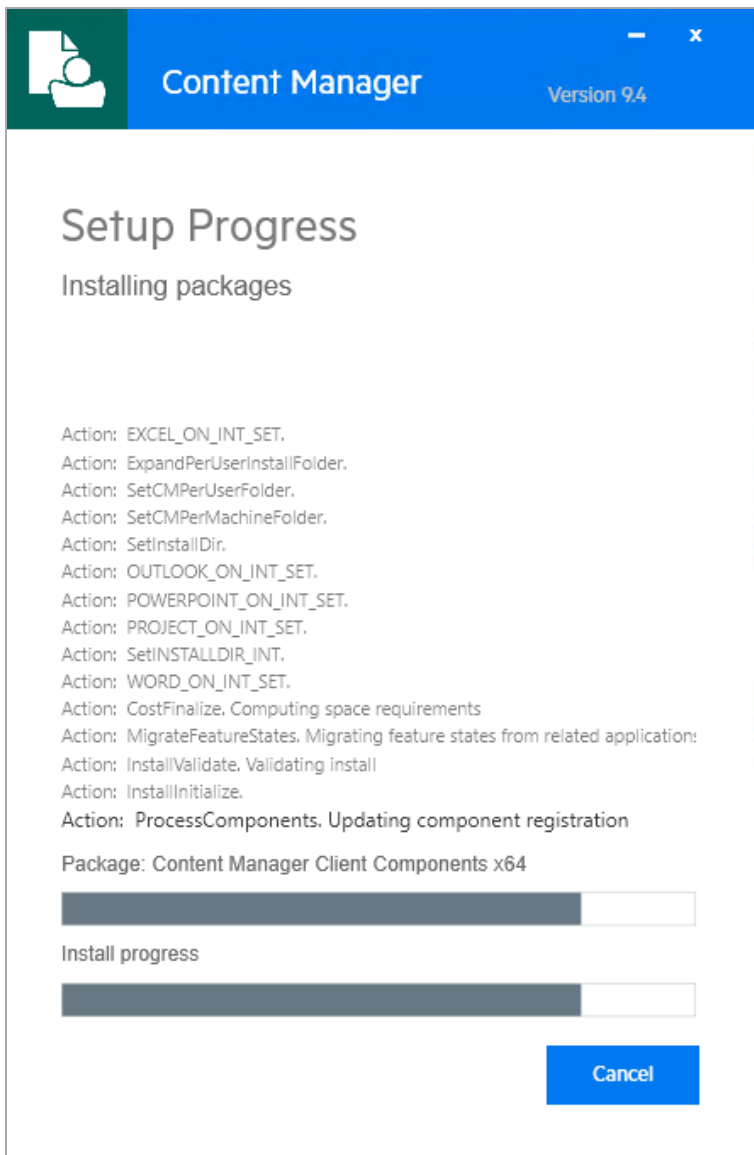 Content Manager
Version 9.4
Setup Progress
Installing packages
Action: EXCEL_ON_INT_SET.
Action: ExpandPerUserInstallFolder.
Action: SetCMPerUserFolder.
Action: SetCMPerMachineFolder.
Action: SetInstallDir.
Action: OUTLOOK_ON_INT_SET.
Action: POWERPOINT_ON_INT_SET.
Action: PROJECT_ON_INT_SET.
Action: SetINSTALLDIR_INT.
Action: WORD_ON_INT_SET.
Action: CostFinalize. Computing space requirements
Action: MigrateFeatureStates. Migrating feature states from related applications
Action: InstallValidate. Validating install
Action: InstallInitialize.
Action: ProcessComponents. Updating component registration
Package: Content Manager Client Components x64
Install progress
Cancel